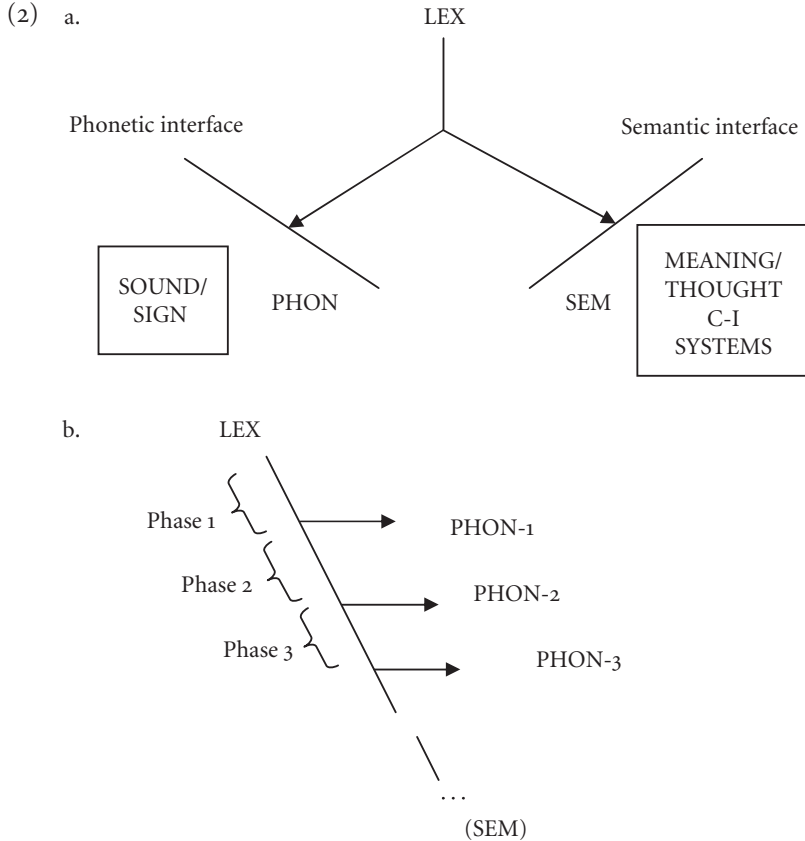 (2) a.
LEX
Phonetic interface
Semantic interface
SOUND/
SIGN
PHON
SEM
MEANING/
THOUGHT
C-I
SYSTEMS
b.
LEX
Phase 1
PHON-1
Phase 2
PHON-2
Phase 3
PHON-3
...
(SEM)